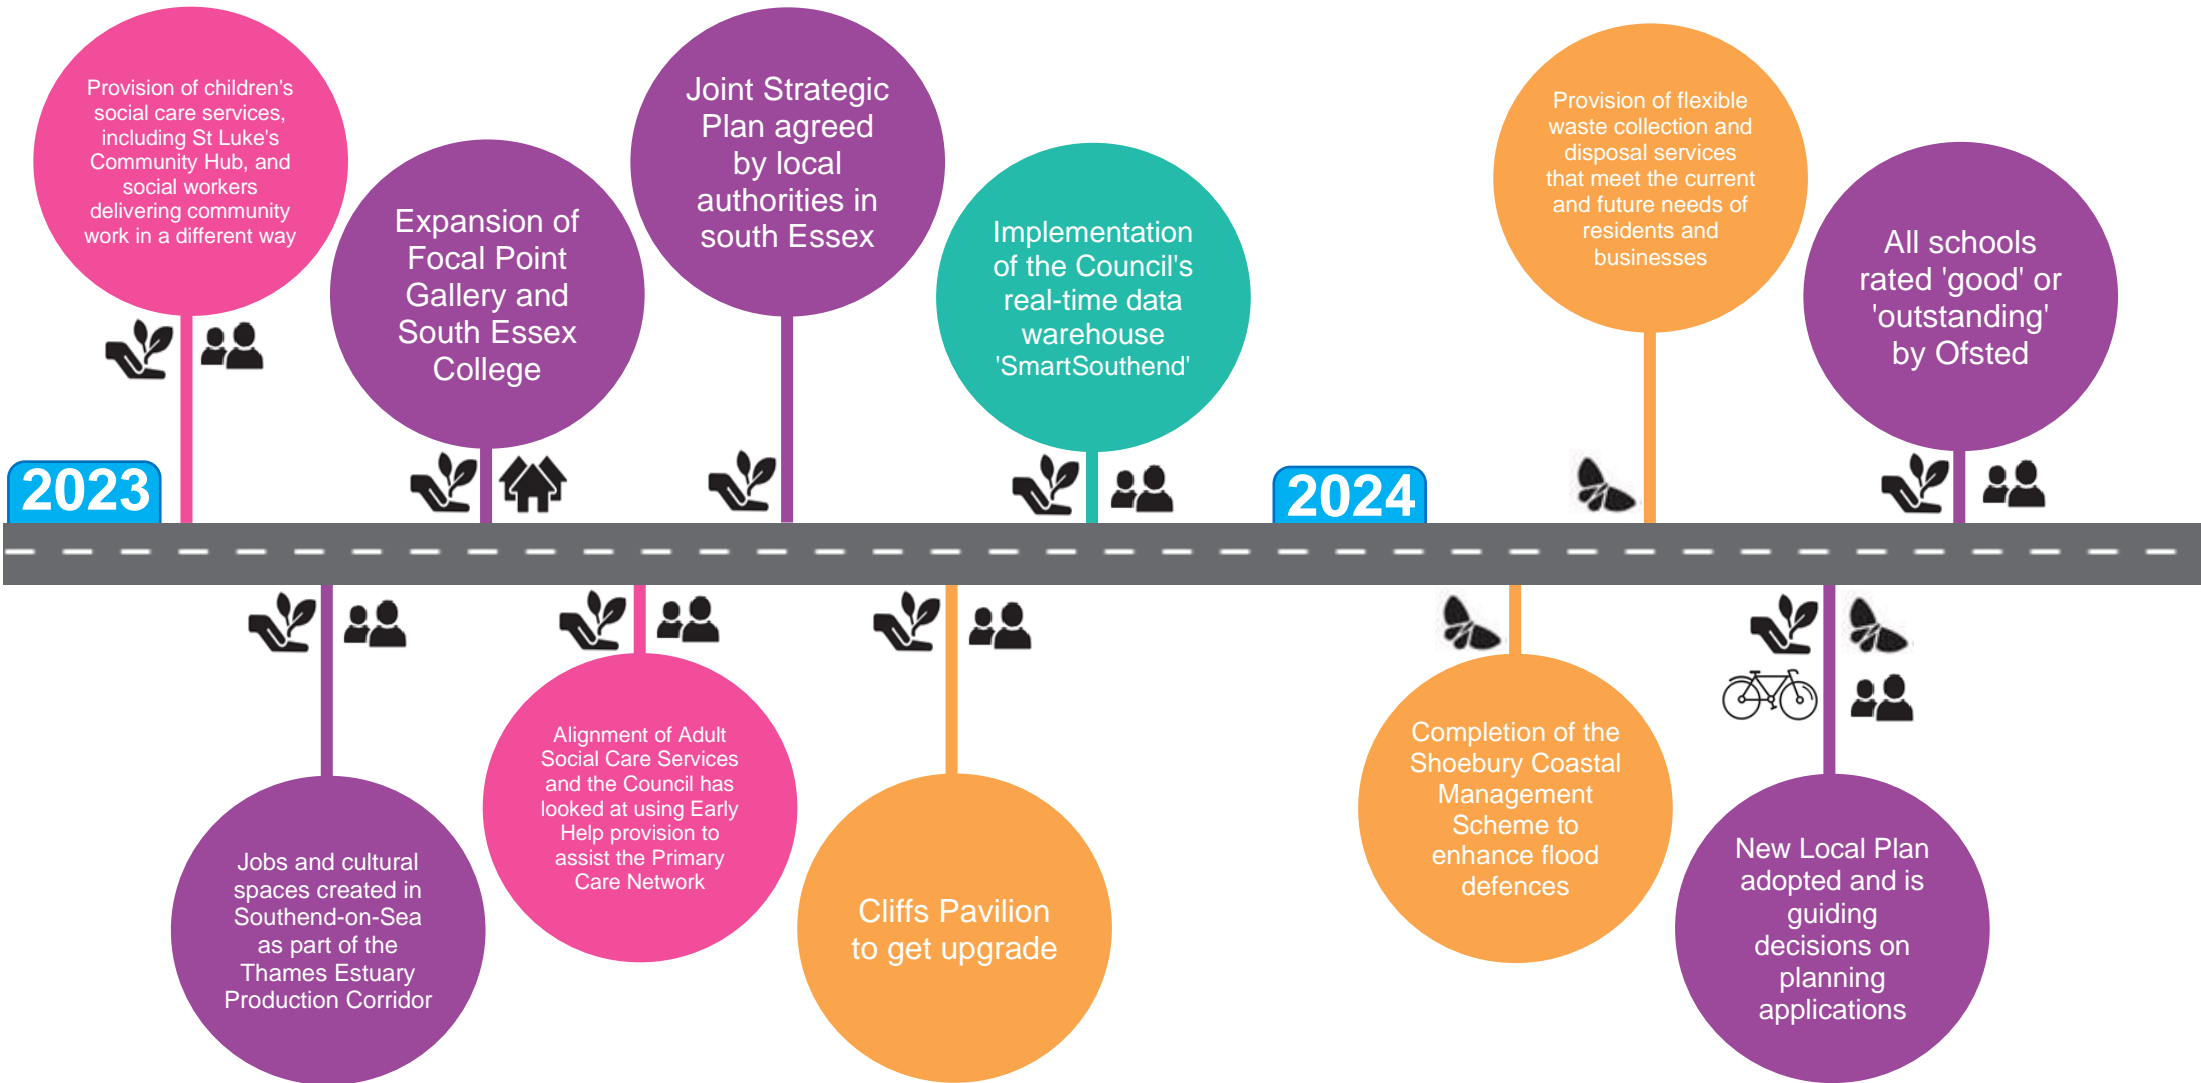 2023
Provision of children's
social care services,
including St Luke's
Community Hub, and
social workers
delivering community
work in a different way
Jobs and cultural
spaces created in
Southend-on-Sea
as part of the
Thames Estuary
Production Corridor
Expansion of
Focal Point
Gallery and
South Essex
College
Alignment of Adult
Social Care Services
and the Council has
looked at using Early
Help provision to
assist the Primary
Care Network
Joint Strategic
Plan agreed
by local
authorities in
south Essex
Cliffs Pavilion
to get upgrade
Implementation
of the Council's
real-time data
warehouse
'SmartSouthend'
2024
Completion of the
Shoebury Coastal
Management
Scheme to
enhance flood
defences
Provision of flexible
waste collection and
disposal services
that meet the current
and future needs of
residents and
businesses
New Local Plan
adopted and is
guiding
decisions on
planning
applications
All schools
rated 'good' or
'outstanding'
by Ofsted